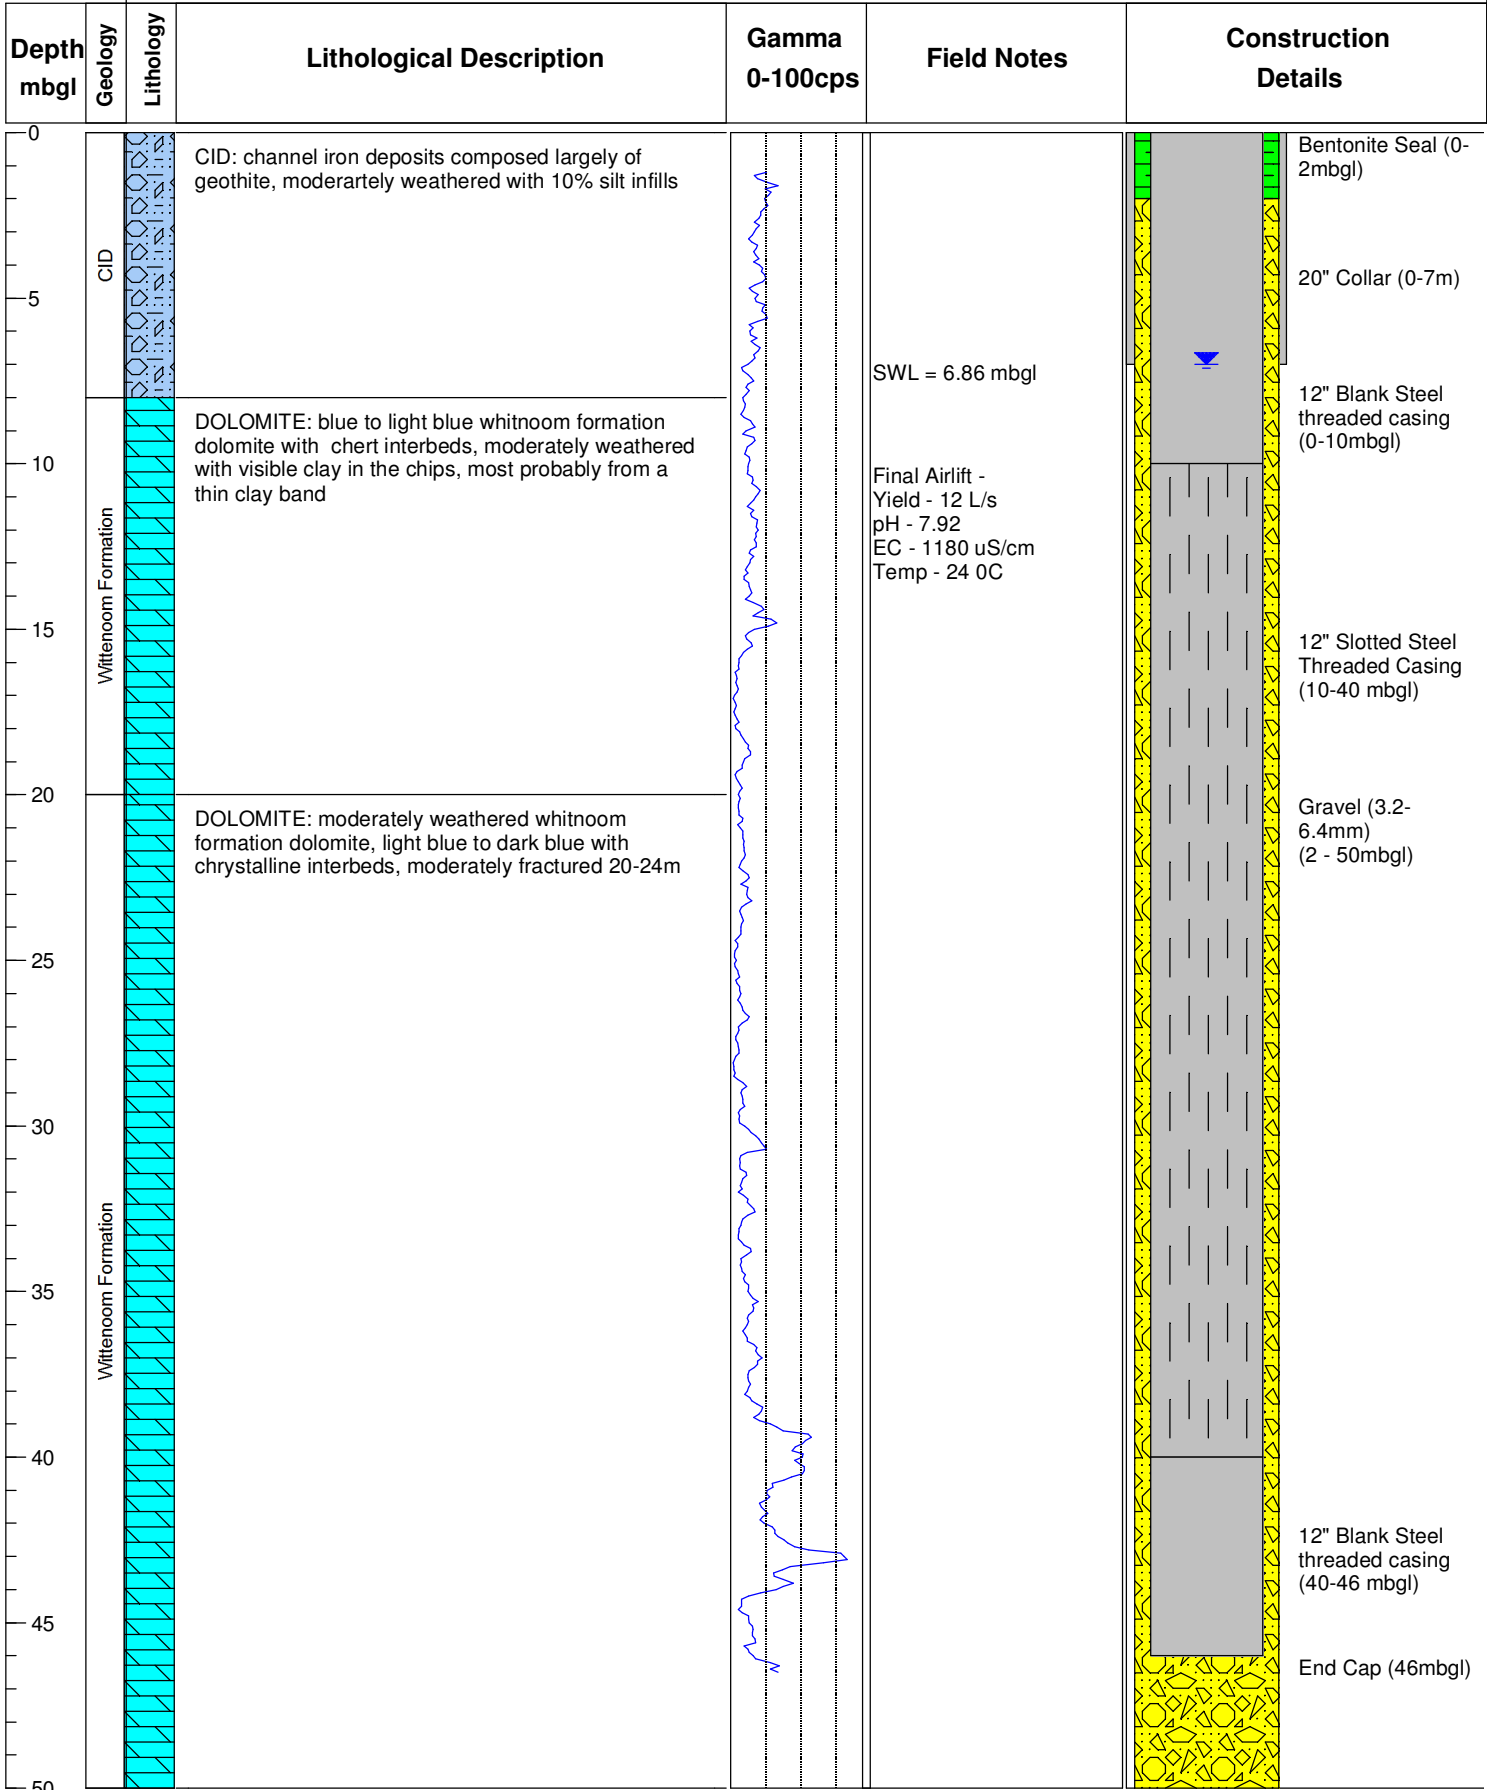 Depth
mbgl
Geology
Lithology
Lithological Description
Gamma
0-100cps
Field Notes
Construction
Details
0
5
10
15
20
25
30
35
40
45
50
CID
Wittenoom Formation
Wittenoom Formation
CID: channel iron deposits composed largely of
geothite, moderartely weathered with 10% silt infills
DOLOMITE: blue to light blue whitnoom formation
dolomite with  chert interbeds, moderately weathered
with visible clay in the chips, most probably from a
thin clay band
DOLOMITE: moderately weathered whitnoom
formation dolomite, light blue to dark blue with
chrystalline interbeds, moderately fractured 20-24m
SWL = 6.86 mbgl
Final Airlift -
Yield - 12 L/s
pH - 7.92
EC - 1180 uS/cm
Temp - 24 0C
Bentonite Seal (0-
2mbgl)
20" Collar (0-7m)
12" Blank Steel
threaded casing
(0-10mbgl)
12" Slotted Steel
Threaded Casing
(10-40 mbgl)
Gravel (3.2-
6.4mm)
(2 - 50mbgl)
12" Blank Steel
threaded casing
(40-46 mbgl)
End Cap (46mbgl)